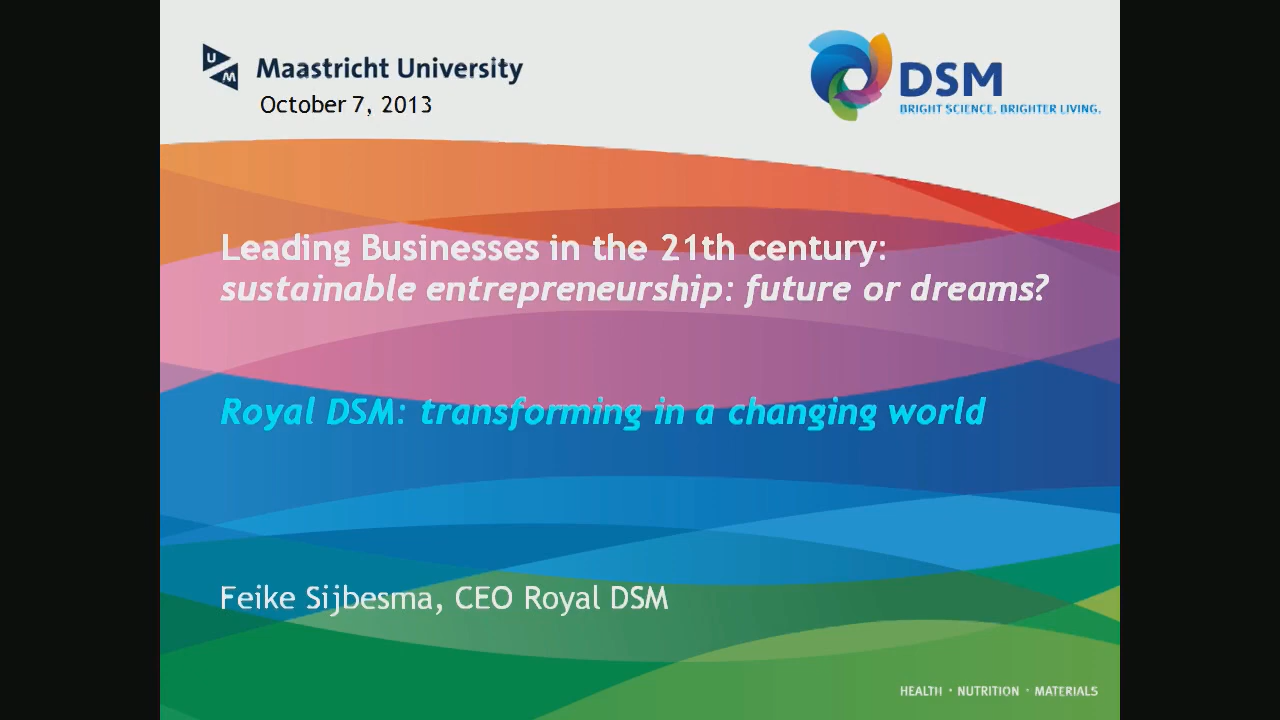 UM
Maastricht University
October 7, 2013
DSM
BRIGHT SCIENCE. BRIGHTER LIVING.
Leading Businesses in the 21th century:
sustainable entrepreneurship: future or dreams?
Royal DSM: transforming in a changing world
Feike Sijbesma, CEO Royal DSM
HEALTH · NUTRITION · MATERIALS